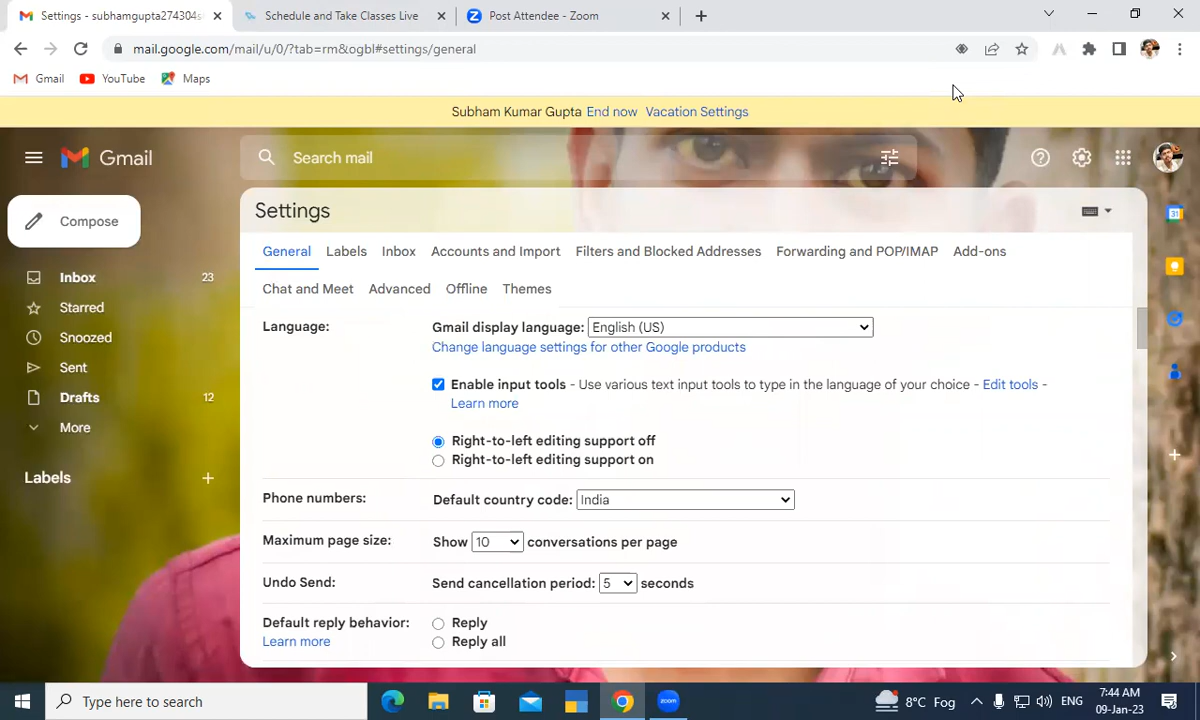 Settings - subhamgupta274304s
Schedule and Take Classes Live
Post Attendee - Zoom
mail.google.com/mail/u/0/?tab=rm&ogbl#settings/general
Gmail YouTube Maps
Subham Kumar Gupta End now Vacation Settings
Gmail
Search mail
Compose
Inbox 23
Starred
Snoozed
Sent
Drafts 12
More
Labels
Settings
General Labels Inbox Accounts and Import Filters and Blocked Addresses Forwarding and POP/IMAP Add-ons
Chat and Meet Advanced Offline Themes
Language: Gmail display language: English (US)
Change language settings for other Google products
Enable input tools - Use various text input tools to type in the language of your choice - Edit tools -
Learn more
Right-to-left editing support off
Right-to-left editing support on
Phone numbers: Default country code: India
Maximum page size: Show 10 conversations per page
Undo Send: Send cancellation period: 5 seconds
Default reply behavior: Reply
Learn more Reply all
31
Type here to search
zoom
8°C Fog
ENG
7:44 AM
09-Jan-23